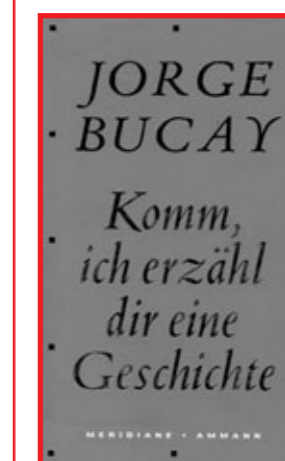 JORGE
BUCAY
Komm,
ich erzähl
dir eine
Geschichte
MERIDIANE • AMMANN